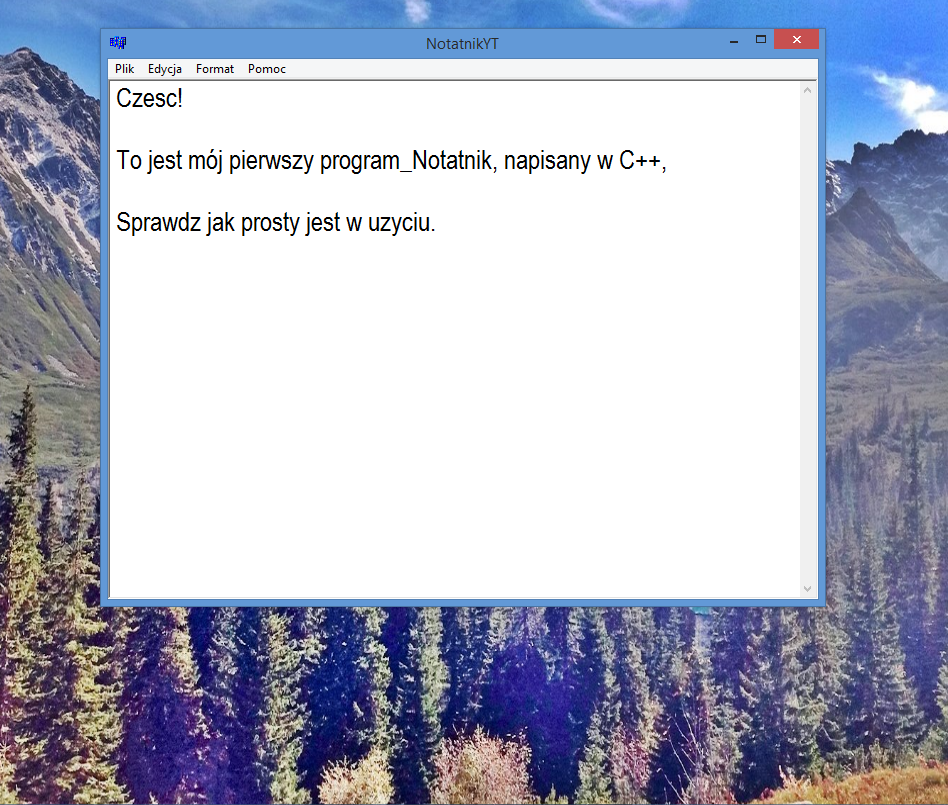 NotatnikYT
Plik Edycja Format Pomoc
Czesc!
To jest mój pierwszy program_Notatnik, napisany w C++,
Sprawdz jak prosty jest w uzyciu.